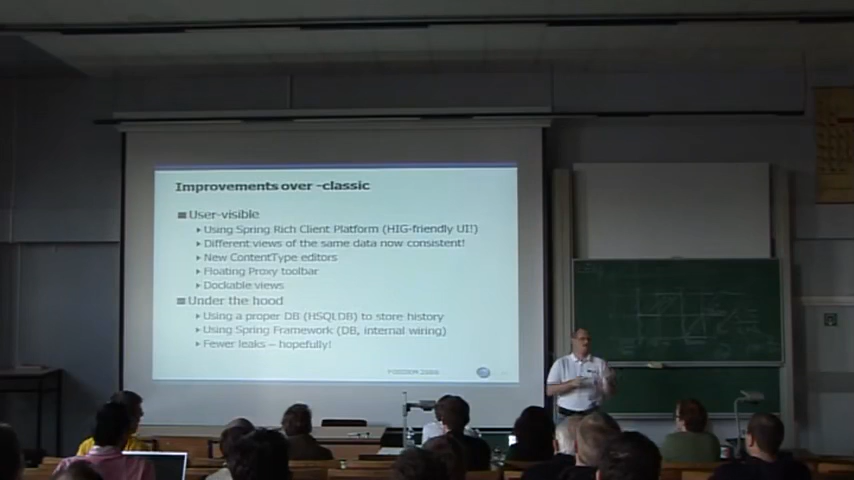 Improvements over -classic
User-visible
Using Spring Rich Client Platform (HIG-friendly UI!)
Different views of the same data now consistent!
New ContentType editors
Floating Proxy toolbar
Dockable views
Under the hood
Using a proper DB (HSQLDB) to store history
Using Spring Framework (DB, internal wiring)
Fewer leaks – hopefully!